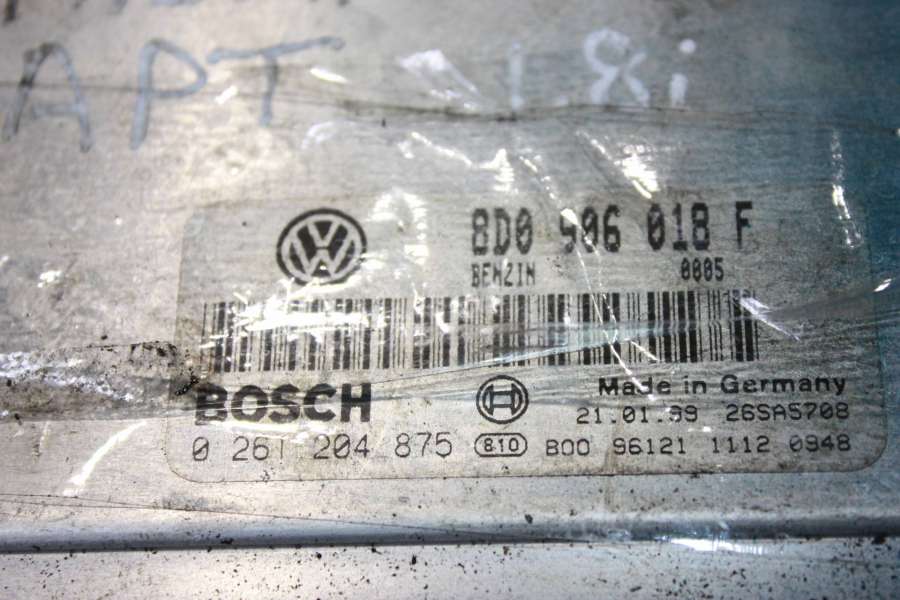 APT 1.8i
8D0 906 018 F
BENZIN 0005
BOSCH
Made in Germany
21.01.99 26SA5708
0 261 204 875 810 800 96121 1112 0948